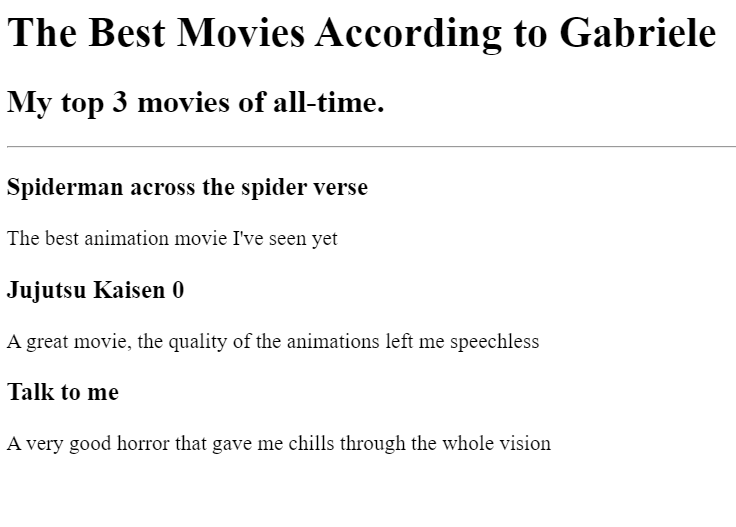 The Best Movies According to Gabriele
My top 3 movies of all-time.
Spiderman across the spider verse
The best animation movie I've seen yet
Jujutsu Kaisen 0
A great movie, the quality of the animations left me speechless
Talk to me
A very good horror that gave me chills through the whole vision